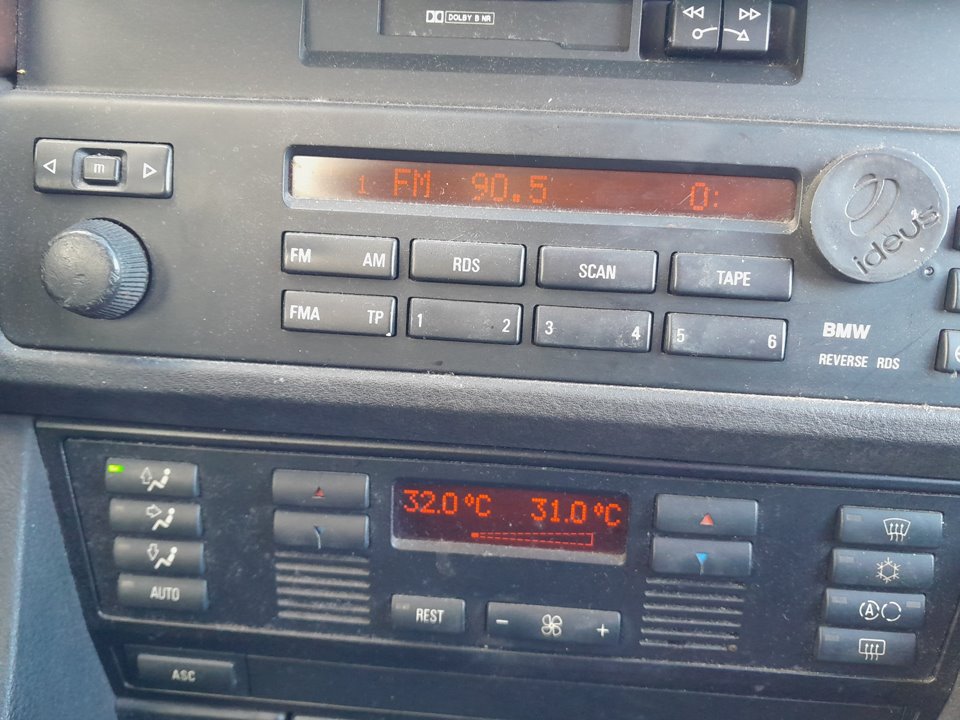 DOLBY B NR
m
1 FM 90.5 0:
ideus
FM AM
RDS
SCAN
TAPE
FMA TP
1 2
3 4
5 6
BMW
REVERSE RDS
32.0°C 31.0°C
AUTO
REST
- +
A
ASC